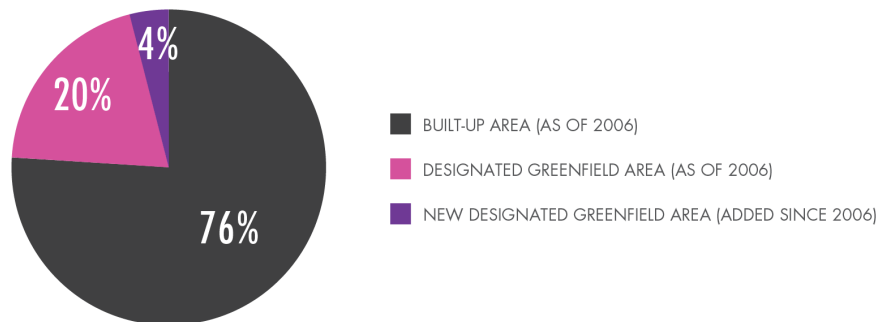 4%
20%
76%
BUILT-UP AREA (AS OF 2006)
DESIGNATED GREENFIELD AREA (AS OF 2006)
NEW DESIGNATED GREENFIELD AREA (ADDED SINCE 2006)